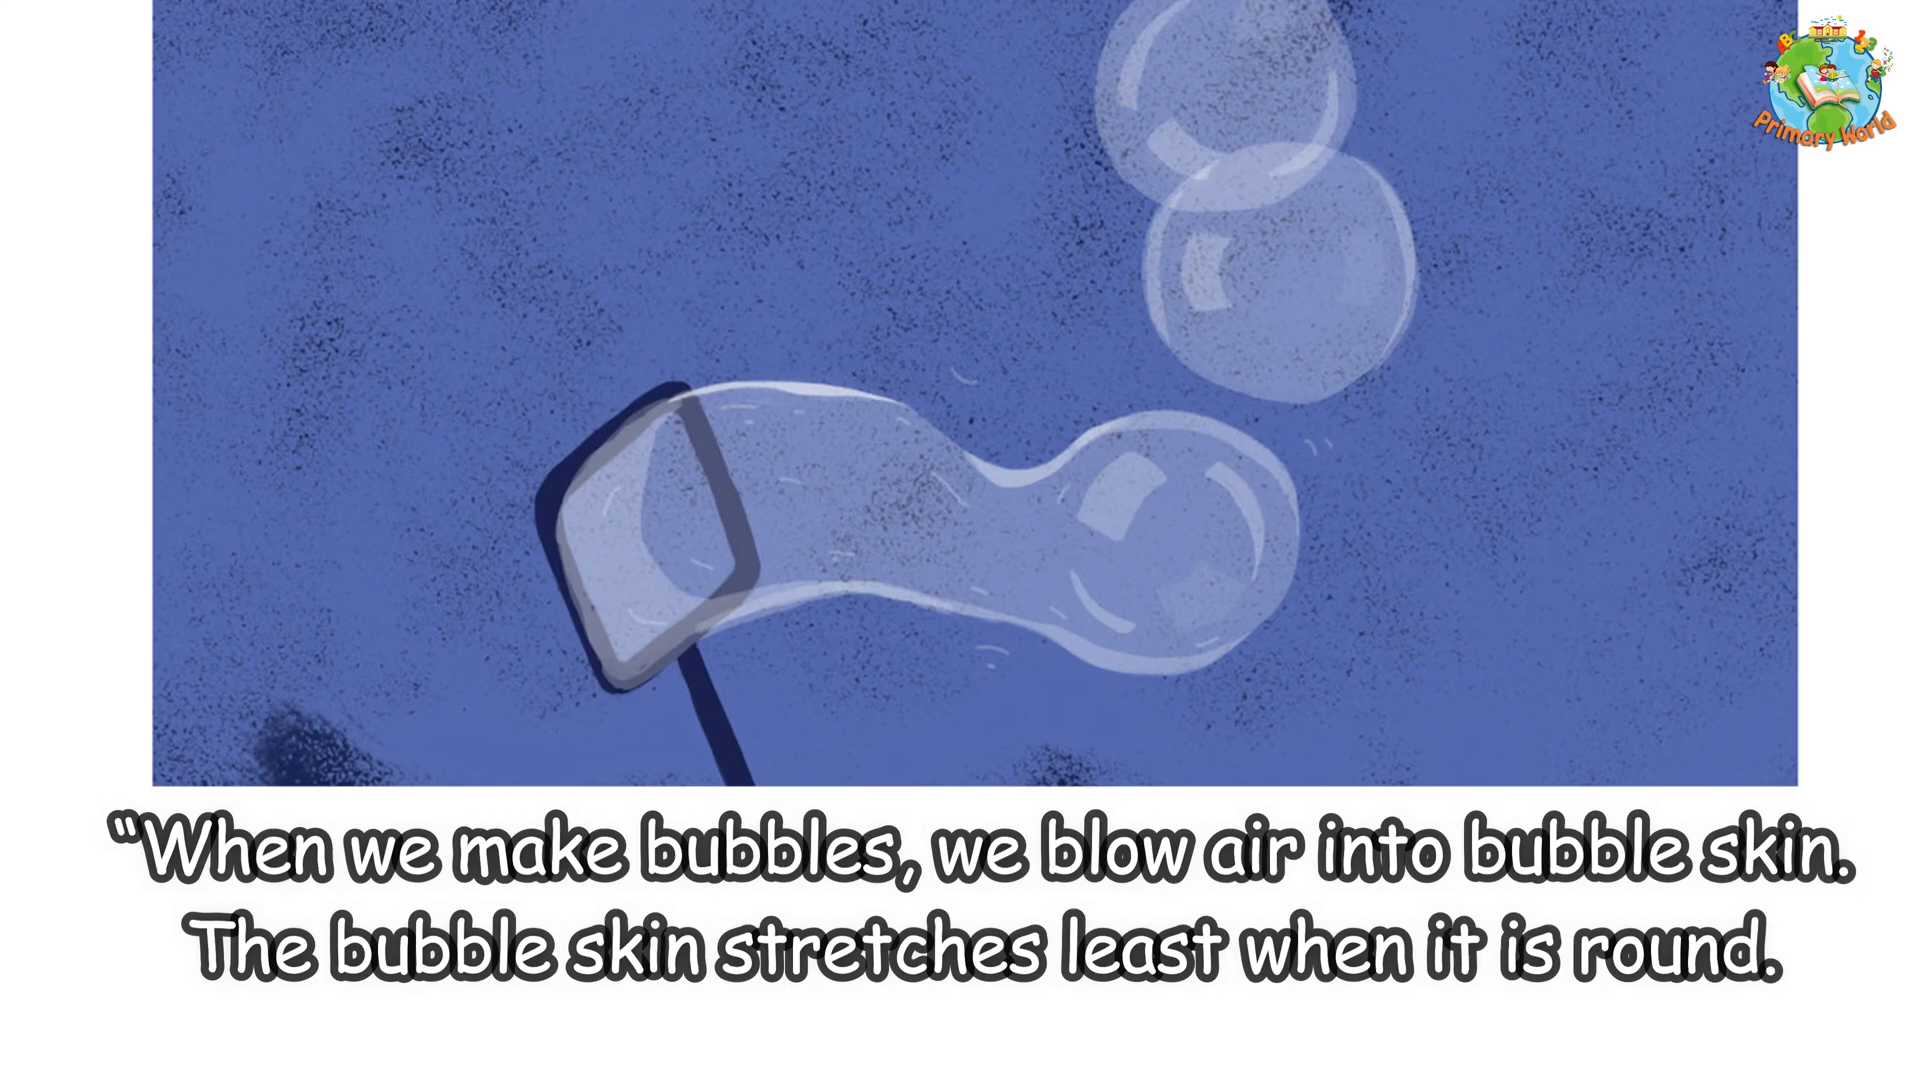 Primary World
“When we make bubbles, we blow air into bubble skin.
The bubble skin stretches least when it is round.